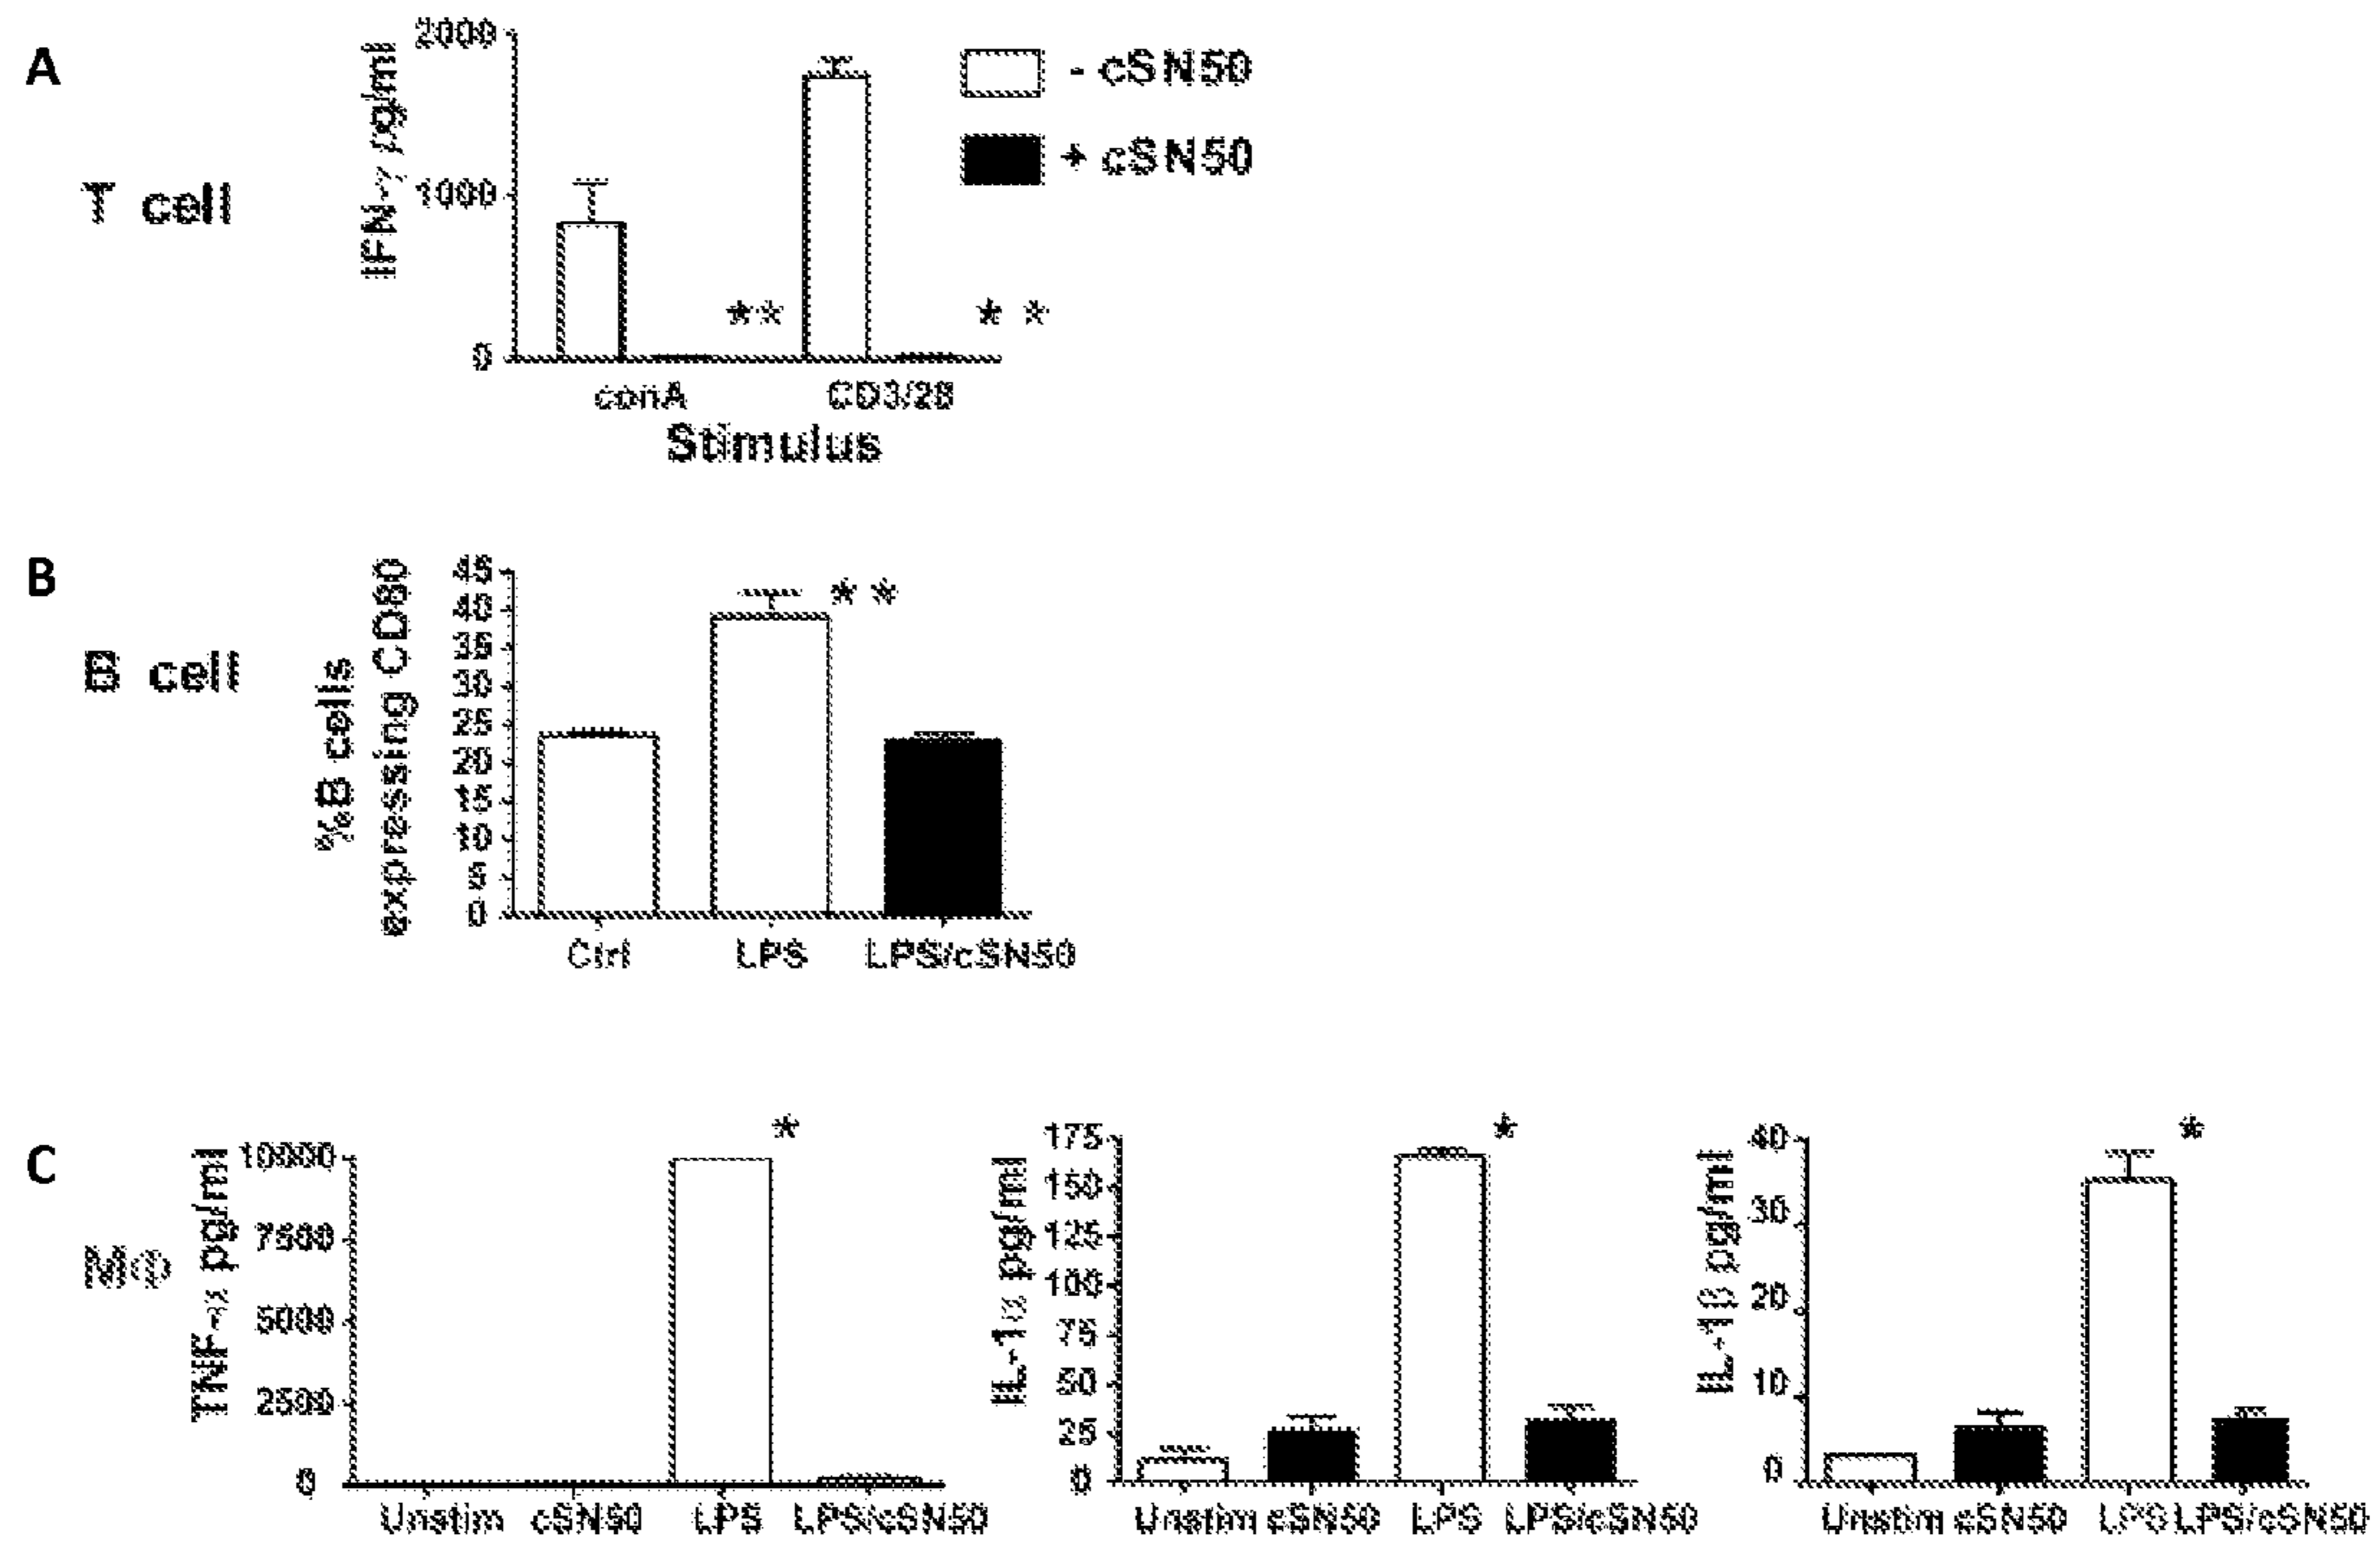 A
T cell
IFN-γ pg/ml
2000
1000
0
- cSN50
+ cSN50
**
* *
conA CD3/28
Stimulus
B
B cell
%B cells
expressing CD80
45
40
35
30
25
20
15
10
5
0
* *
Ctrl LPS LPS/cSN50
C
MΦ
TNF-α pg/ml
10000
7500
5000
2500
0
*
Unstim cSN50 LPS LPS/cSN50
IL-1α pg/ml
175
150
125
100
75
50
25
0
*
Unstim cSN50 LPS LPS/cSN50
IL-1β pg/ml
40
30
20
10
0
*
Unstim cSN50 LPS LPS/cSN50